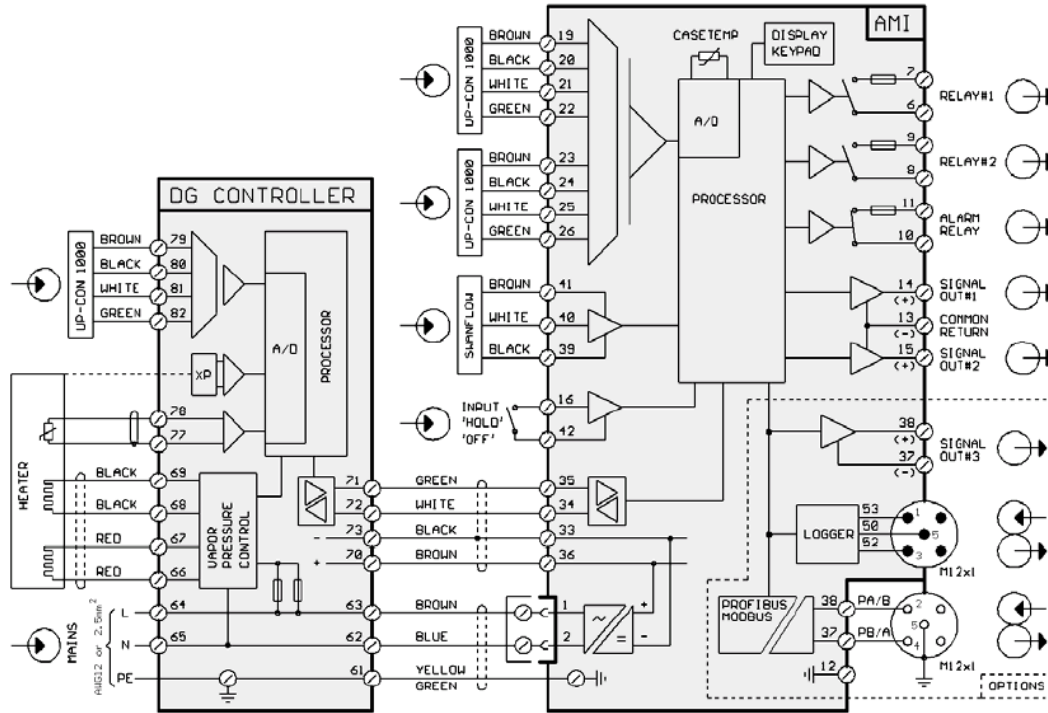 AMI
UP-CON 1000
BROWN 19
BLACK 20
WHITE 21
GREEN 22
CASETEMP
DISPLAY
KEYPAD
A/D
PROCESSOR
7
RELAY#1
6
9
RELAY#2
8
11
ALARM
RELAY
10
UP-CON 1000
BROWN 23
BLACK 24
WHITE 25
GREEN 26
SWANFLOW
BROWN 41
WHITE 40
BLACK 39
14
(+)
SIGNAL
OUT#1
13
(-)
COMMON
RETURN
15
(+)
SIGNAL
OUT#2
INPUT
'HOLD'
'OFF'
16
42
38
(+)
SIGNAL
OUT#3
37
(-)
DG CONTROLLER
UP-CON 1000
BROWN 79
BLACK 80
WHITE 81
GREEN 82
A/D
PROCESSOR
XP
HEATER
78
77
BLACK 69
BLACK 68
RED 67
RED 66
VAPOR
PRESSURE
CONTROL
71 GREEN 35
72 WHITE 34
- 73 BLACK 33
+ 70 BROWN 36
MAINS
AWG12 or 2.5mm²
L 64 63 BROWN 1
N 65 62 BLUE 2
PE 61 YELLOW
GREEN
~
=
+
-
LOGGER
53
50
52
1
5
3
M12x1
PROFIBUS
MODBUS
38 PA/B
37 PB/A
12
2
5
4
M12x1
OPTIONS